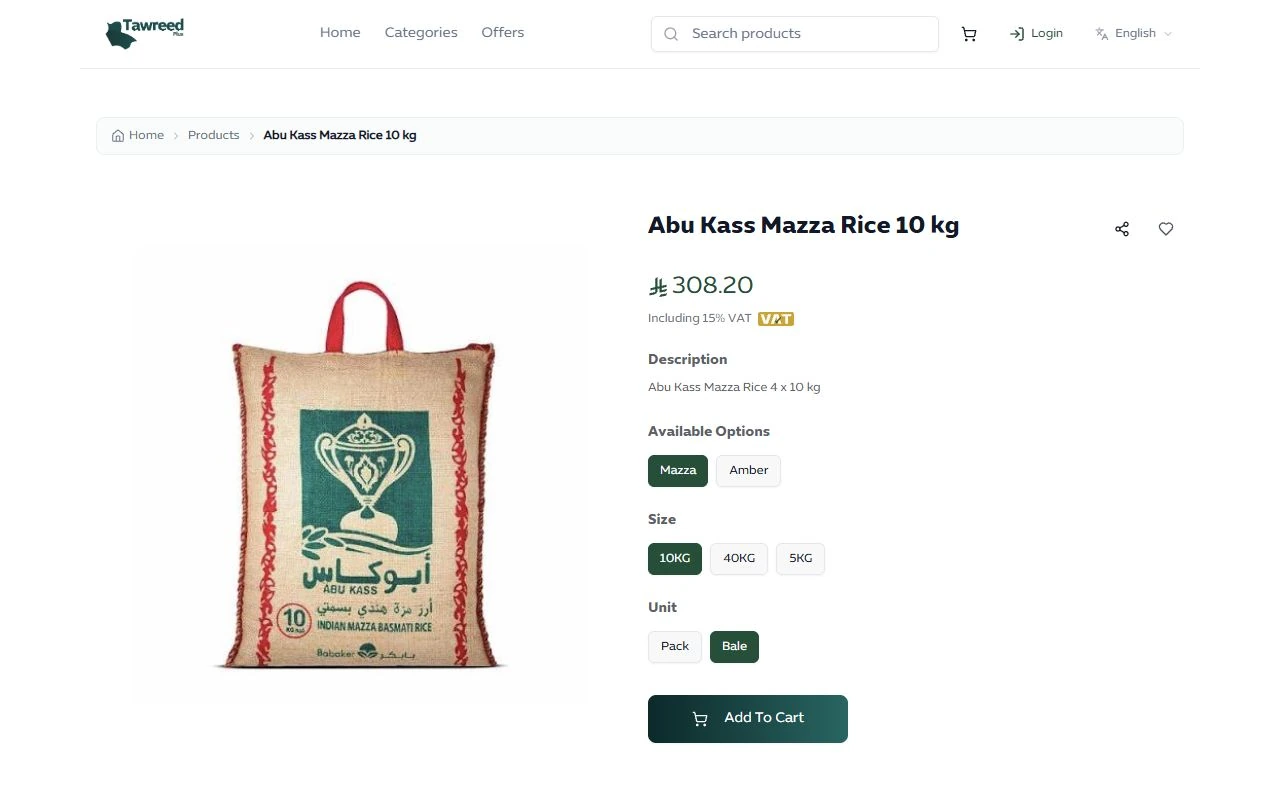 Tawreed
Plus
Home
Categories
Offers
Search products
Login
English
Home
Products
Abu Kass Mazza Rice 10 kg
Abu Kass Mazza Rice 10 kg
308.20
Including 15% VAT
VAT
Description
Abu Kass Mazza Rice 4 x 10 kg
Available Options
Mazza
Amber
Size
10KG
40KG
5KG
Unit
Pack
Bale
Add To Cart
أبوكاس
ABU KASS
أرز مزة هندي بسمتي
10
KG
INDIAN MAZZA BASMATI RICE
Babaker
بابكر